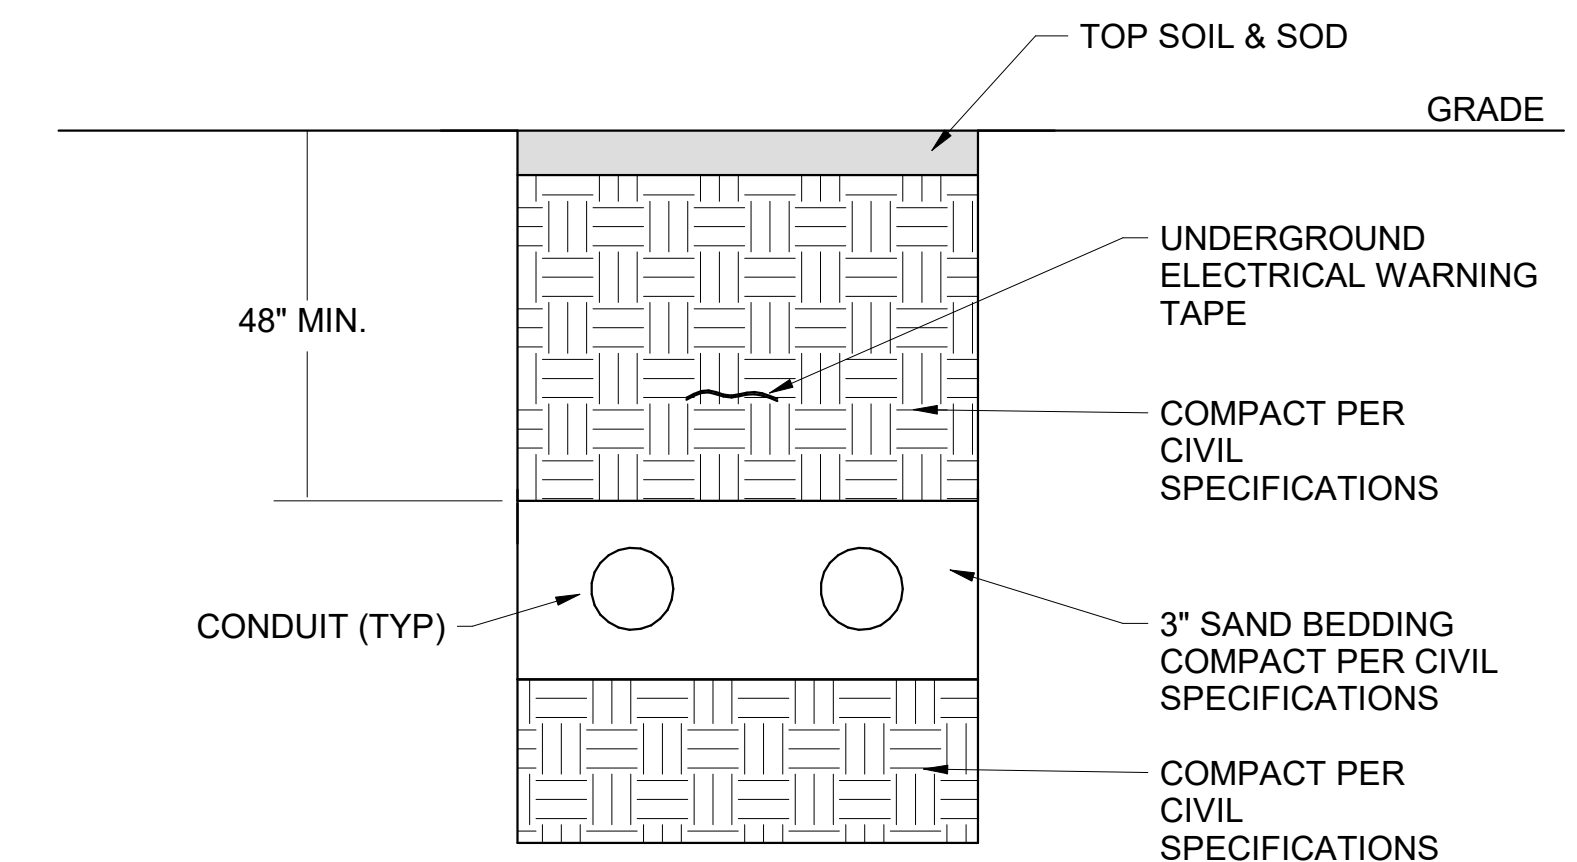 TOP SOIL & SOD
GRADE
UNDERGROUND
ELECTRICAL WARNING
TAPE
48" MIN.
COMPACT PER
CIVIL
SPECIFICATIONS
CONDUIT (TYP)
3" SAND BEDDING
COMPACT PER CIVIL
SPECIFICATIONS
COMPACT PER
CIVIL
SPECIFICATIONS